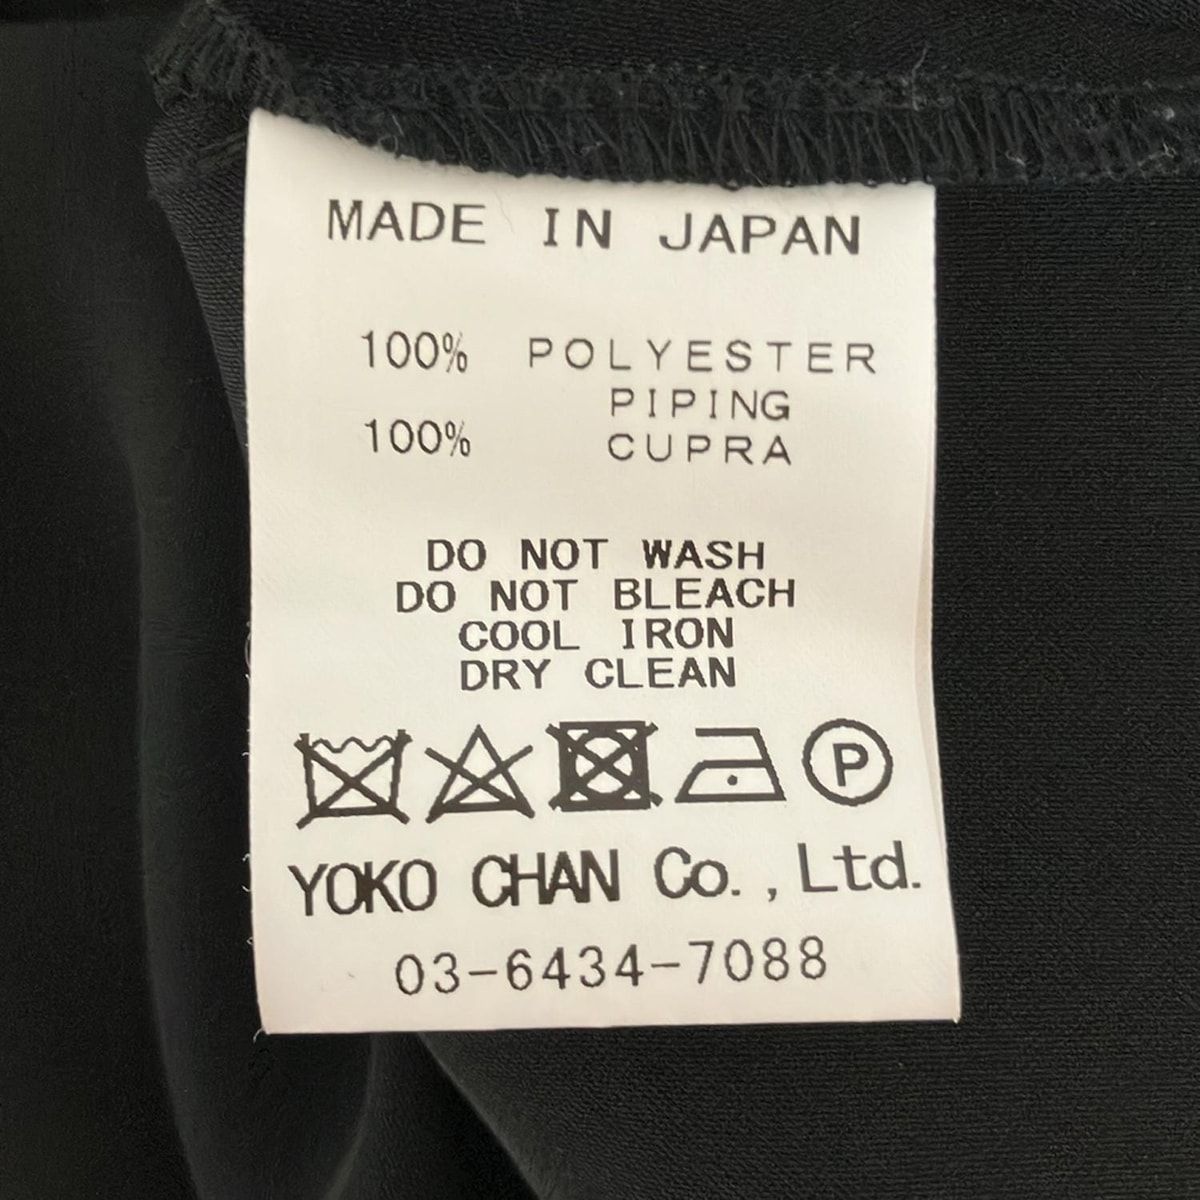 MADE IN JAPAN
100% POLYESTER
PIPING
100% CUPRA
DO NOT WASH
DO NOT BLEACH
COOL IRON
DRY CLEAN
P
YOKO CHAN Co., Ltd.
03-6434-7088